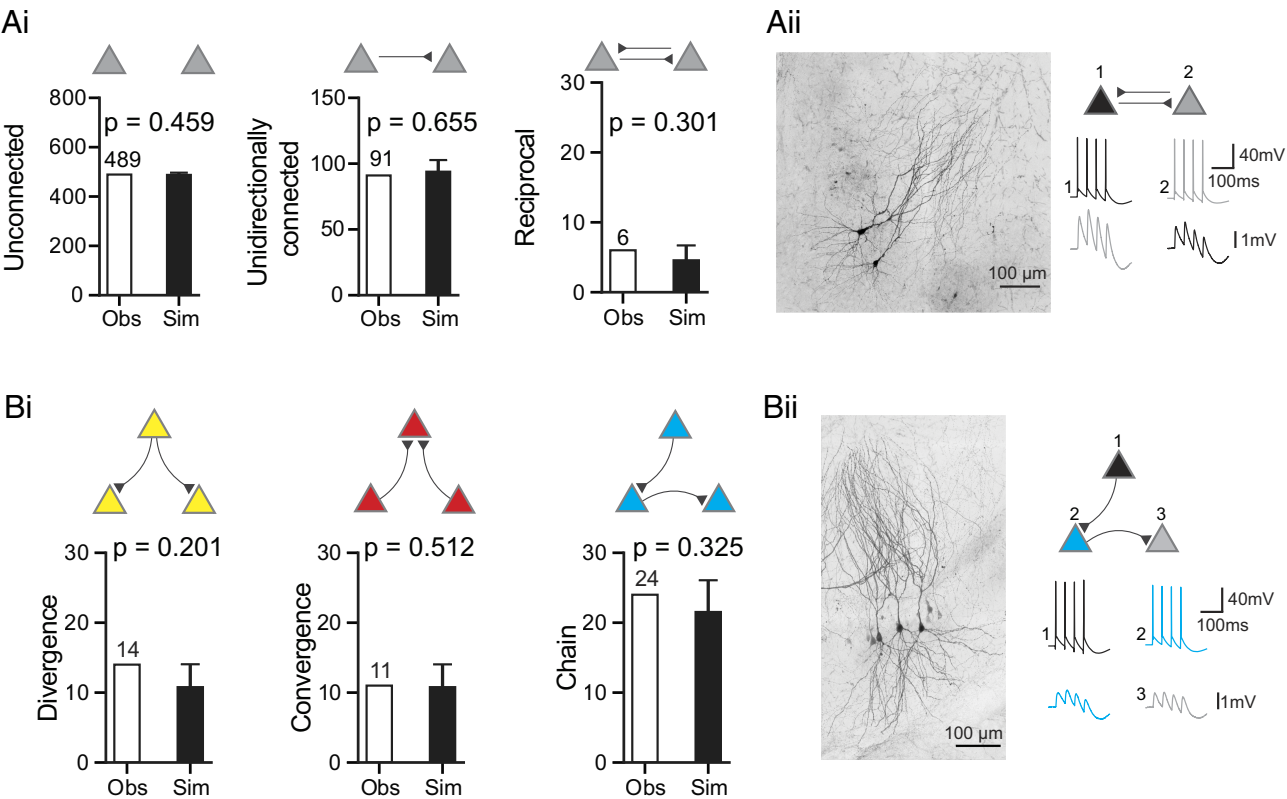 Ai
Unconnected
800
600
400
200
0
p = 0.459
489
Obs Sim
Unidirectionally
connected
150
100
50
0
p = 0.655
91
Obs Sim
Reciprocal
30
20
10
0
p = 0.301
6
Obs Sim
Aii
100 µm
1 2
1
2
40mV
100ms
1mV
Bi
Divergence
30
20
10
0
p = 0.201
14
Obs Sim
Convergence
30
20
10
0
p = 0.512
11
Obs Sim
Chain
30
20
10
0
p = 0.325
24
Obs Sim
Bii
100 µm
1
2 3
1
2
40mV
100ms
3
1mV